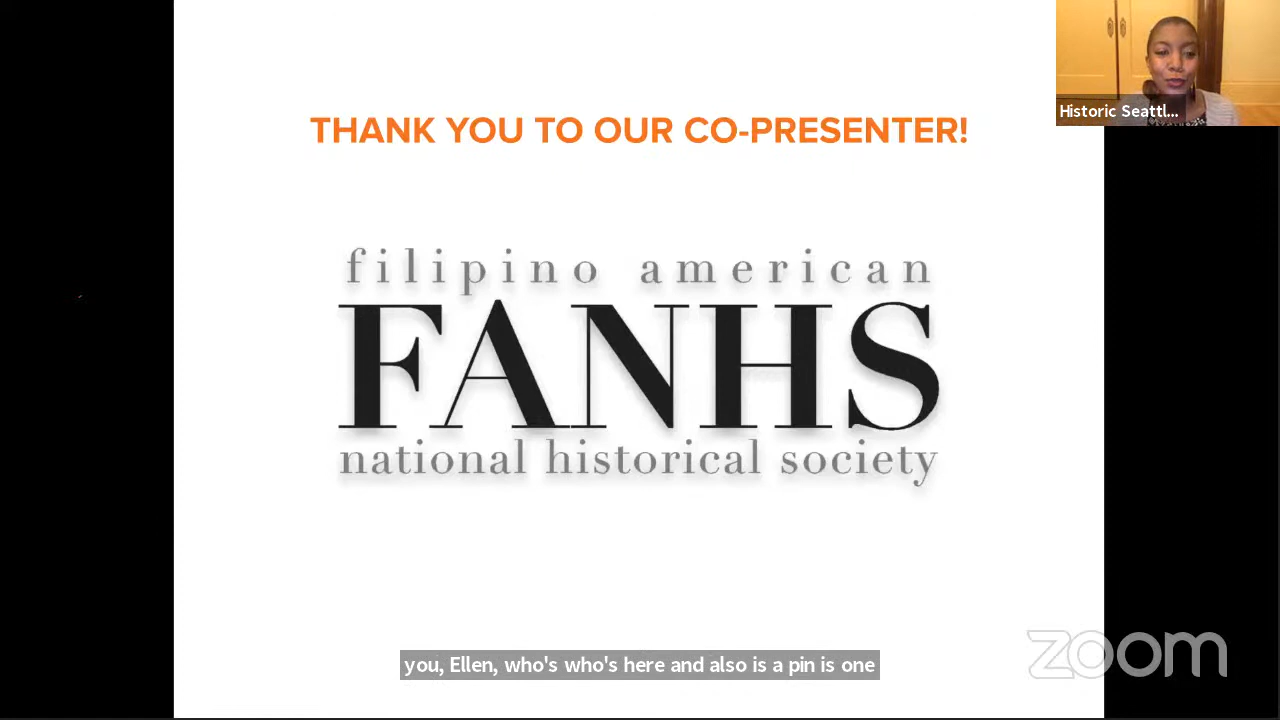 THANK YOU TO OUR CO-PRESENTER!
Historic Seattl...
filipino american
FANHS
national historical society
you, Ellen, who's who's here and also is a pin is one
zoom